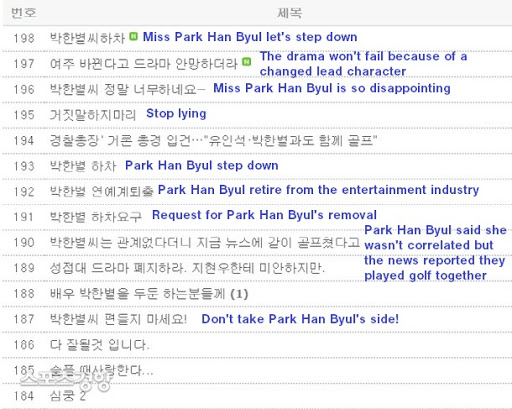 번호 제목
198 박한별씨하차 N Miss Park Han Byul let's step down
197 여주 바뀐다고 드라마 안망하더라 N The drama won't fail because of a
changed lead character
196 박한별씨 정말 너무하네요~ Miss Park Han Byul is so disappointing
195 거짓말하지마리 Stop lying
194 경찰총장' 거론 총경 입건…"유인석·박한별과도 함께 골프"
193 박한별 하차 Park Han Byul step down
192 박한별 연예계퇴출 Park Han Byul retire from the entertainment industry
191 박한별 하차요구 Request for Park Han Byul's removal
190 박한별씨는 관계없다더니 지금 뉴스에 같이 골프쳤다고 Park Han Byul said she
wasn't correlated but
the news reported they
played golf together
189 성접대 드라마 폐지하라. 지현우한테 미안하지만.
188 배우 박한별을 두둔 하는분들께 (1)
187 박한별씨 편들지 마세요! Don't take Park Han Byul's side!
186 다 잘될것 입니다.
185 슬플 때사랑한다...
스포츠경향
184 심쿵 2